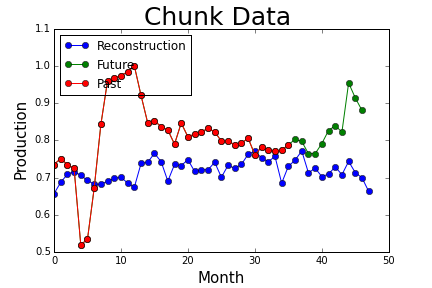 Chunk Data
1.1
1.0
0.9
0.8
0.7
0.6
0.5
Production
Reconstruction
Future
Past
0 10 20 30 40 50
Month